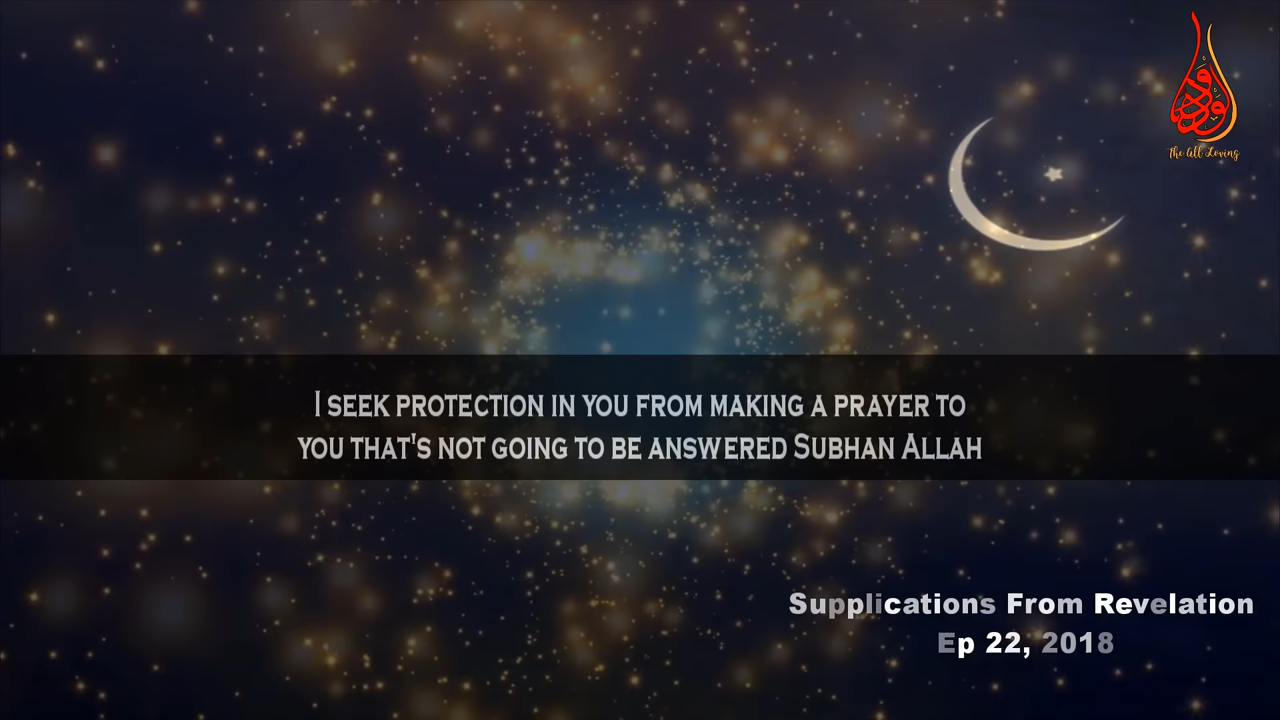 الودود
The All Loving
I SEEK PROTECTION IN YOU FROM MAKING A PRAYER TO
YOU THAT'S NOT GOING TO BE ANSWERED SUBHAN ALLAH
Supplications From Revelation
Ep 22, 2018